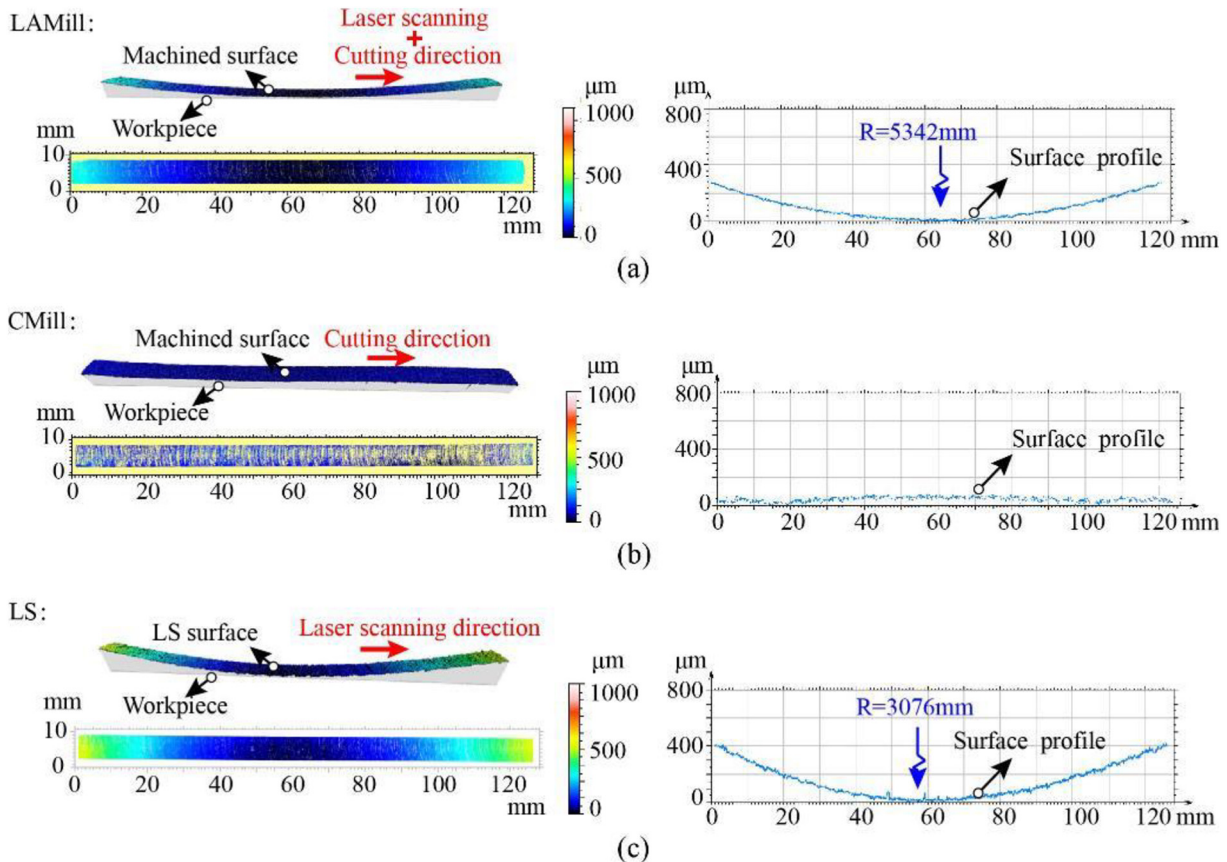 LAMill:
Laser scanning
+
Machined surface
Cutting direction
Workpiece
mm
10
0
0 20 40 60 80 100 120
mm
μm
1000
500
0
μm
800
400
0
R=5342mm
Surface profile
0 20 40 60 80 100 120 mm
(a)
CMill:
Machined surface
Cutting direction
Workpiece
mm
10
0
0 20 40 60 80 100 120
mm
μm
1000
500
0
μm
800
400
0
Surface profile
0 20 40 60 80 100 120 mm
(b)
LS:
LS surface
Laser scanning direction
Workpiece
mm
10
0
0 20 40 60 80 100 120
mm
μm
1000
500
0
μm
800
400
0
R=3076mm
Surface profile
0 20 40 60 80 100 120 mm
(c)